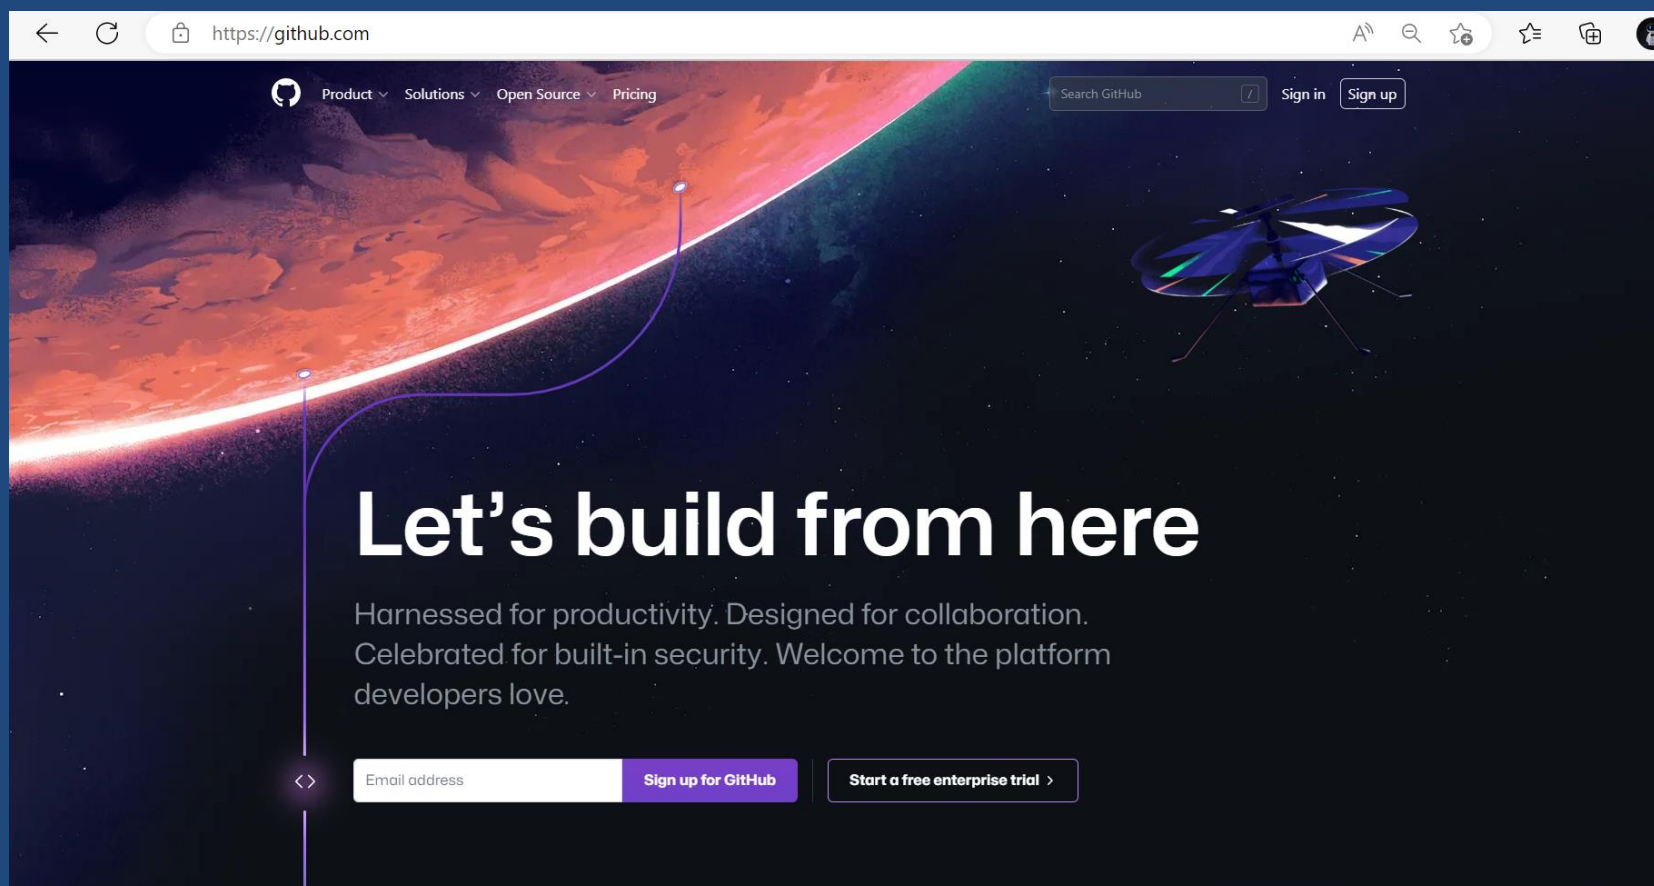 https://github.com
Product Solutions Open Source Pricing
Search GitHub / Sign in Sign up
Let's build from here
Harnessed for productivity. Designed for collaboration.
Celebrated for built-in security. Welcome to the platform
developers love.
Email address Sign up for GitHub Start a free enterprise trial >